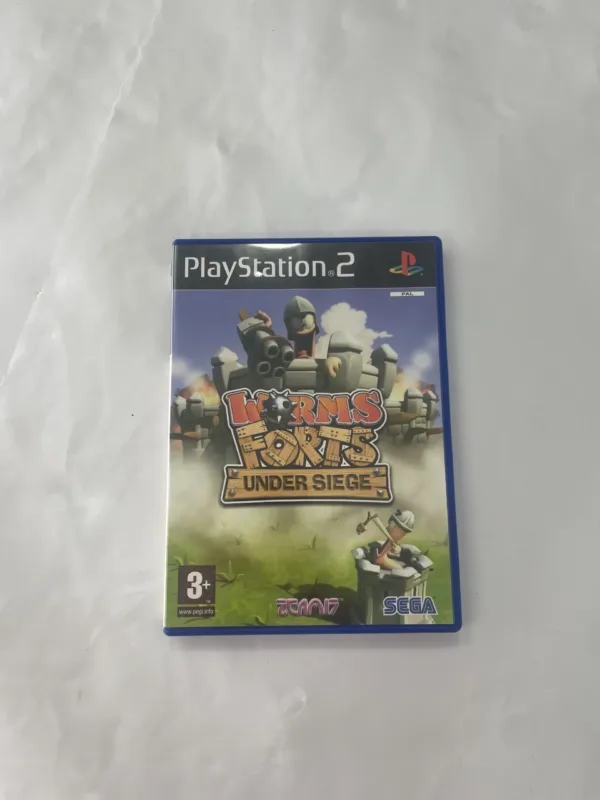 PlayStation®2
PAL
WORMS
FORTS
UNDER SIEGE
3+
www.pegi.info
TEAM17
SEGA